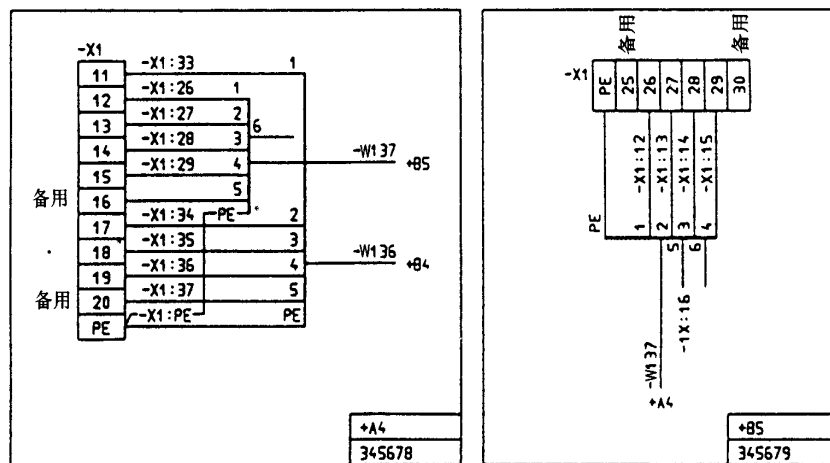 -X1
11 -X1:33 1
12 -X1:26 1
13 -X1:27 2
6
14 -X1:28 3
15 -X1:29 4
-W137 +B5
备用 16 5
PE
17 -X1:34 2
18 -X1:35 3
19 -X1:36 4
-W136 +B4
备用 20 -X1:37 5
PE -X1:PE PE
+A4
345678
备用 备用
-X1 PE 25 26 27 28 29 30
-X1:12 -X1:13 -X1:14 -X1:15
PE 1 2 3 4
5 6
-1X:16
-W137
+A4
+B5
345679